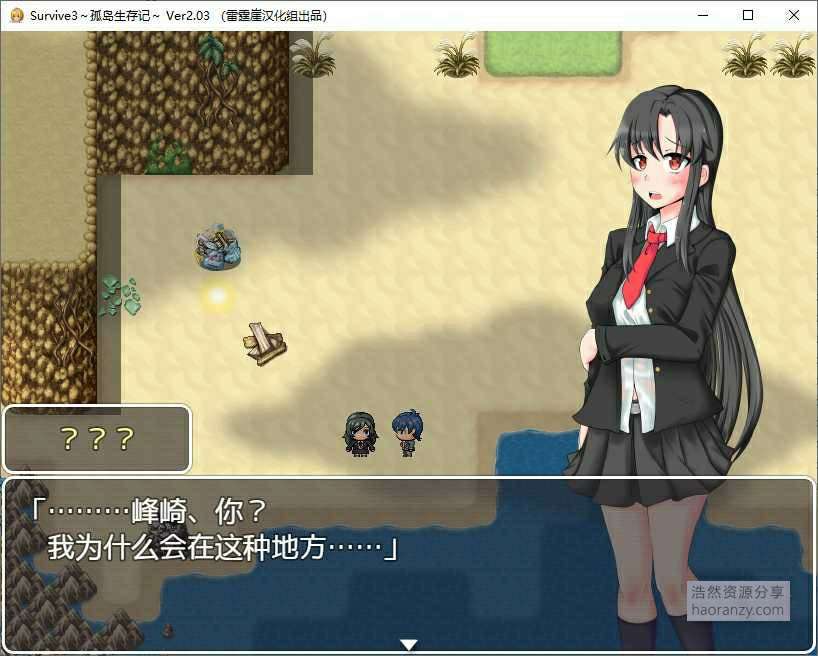 Survive3～孤岛生存记～ Ver2.03 （雷霆崖汉化组出品）
？？？
「………峰崎、你？
我为什么会在这种地方……」
浩然资源分享
haoranzy.com